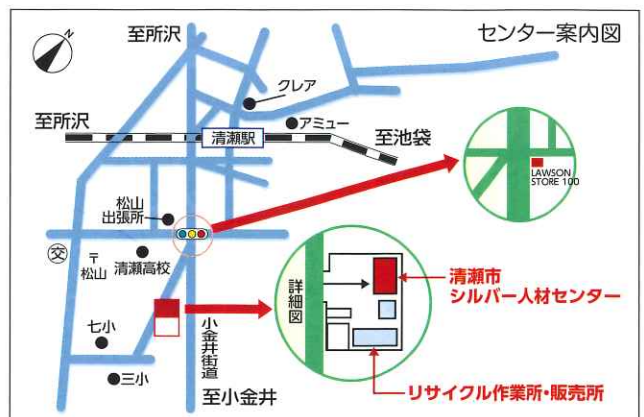 センター案内図
N
至所沢
クレア
アミュー
至所沢
清瀬駅
至池袋
LAWSON
STORE 100
松山
出張所
交
〒
松山
清瀬高校
詳細図
清瀬市
シルバー人材センター
七小
三小
小金井街道
至小金井
リサイクル作業所・販売所